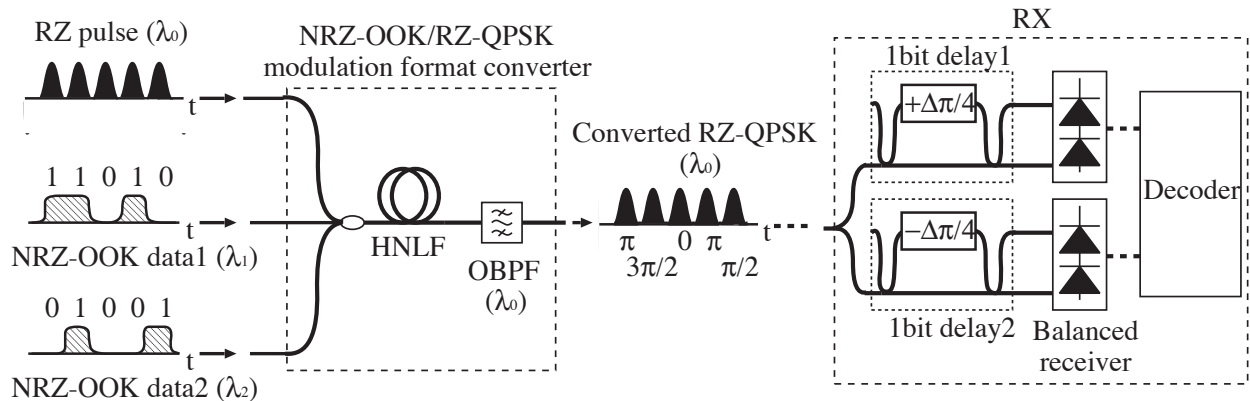 RZ pulse (λ₀)
t
1 1 0 1 0
t
NRZ-OOK data1 (λ₁)
0 1 0 0 1
t
NRZ-OOK data2 (λ₂)
NRZ-OOK/RZ-QPSK
modulation format converter
HNLF
OBPF
(λ₀)
Converted RZ-QPSK
(λ₀)
t
π 0 π
3π/2 π/2
RX
1bit delay1
+Δπ/4
−Δπ/4
1bit delay2
Balanced
receiver
Decoder